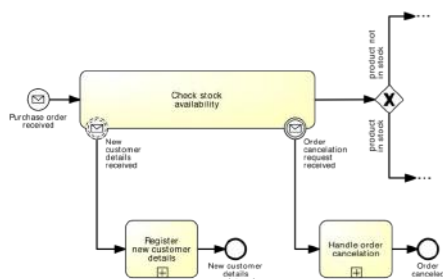 product not
in stock
Check stock
availability
Purchase order
received
product
in stock
New
customer
details
received
Order
cancelation
request
received
Register
new customer
details
Handle order
cancelation
New customer
details
Order